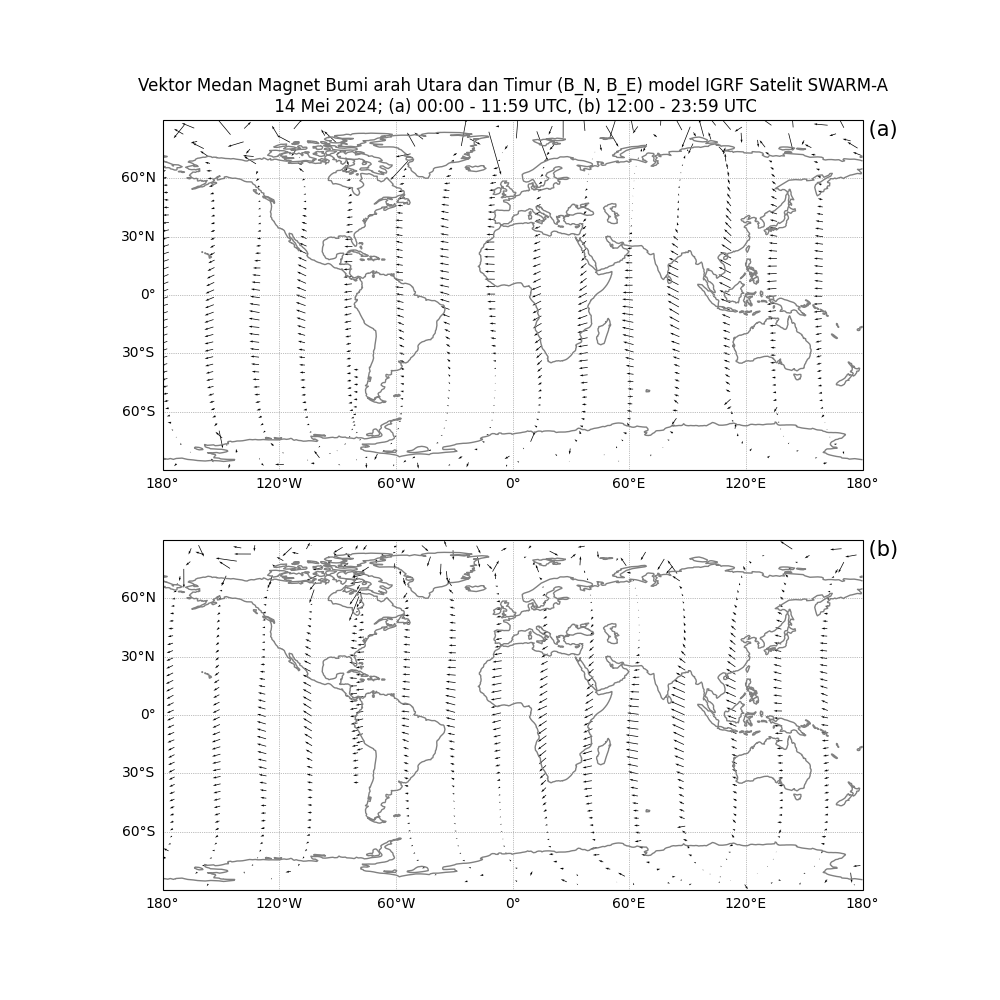 Vektor Medan Magnet Bumi arah Utara dan Timur (B_N, B_E) model IGRF Satelit SWARM-A
14 Mei 2024; (a) 00:00 - 11:59 UTC, (b) 12:00 - 23:59 UTC
(a)
60°N
30°N
0°
30°S
60°S
180° 120°W 60°W 0° 60°E 120°E 180°
(b)
60°N
30°N
0°
30°S
60°S
180° 120°W 60°W 0° 60°E 120°E 180°